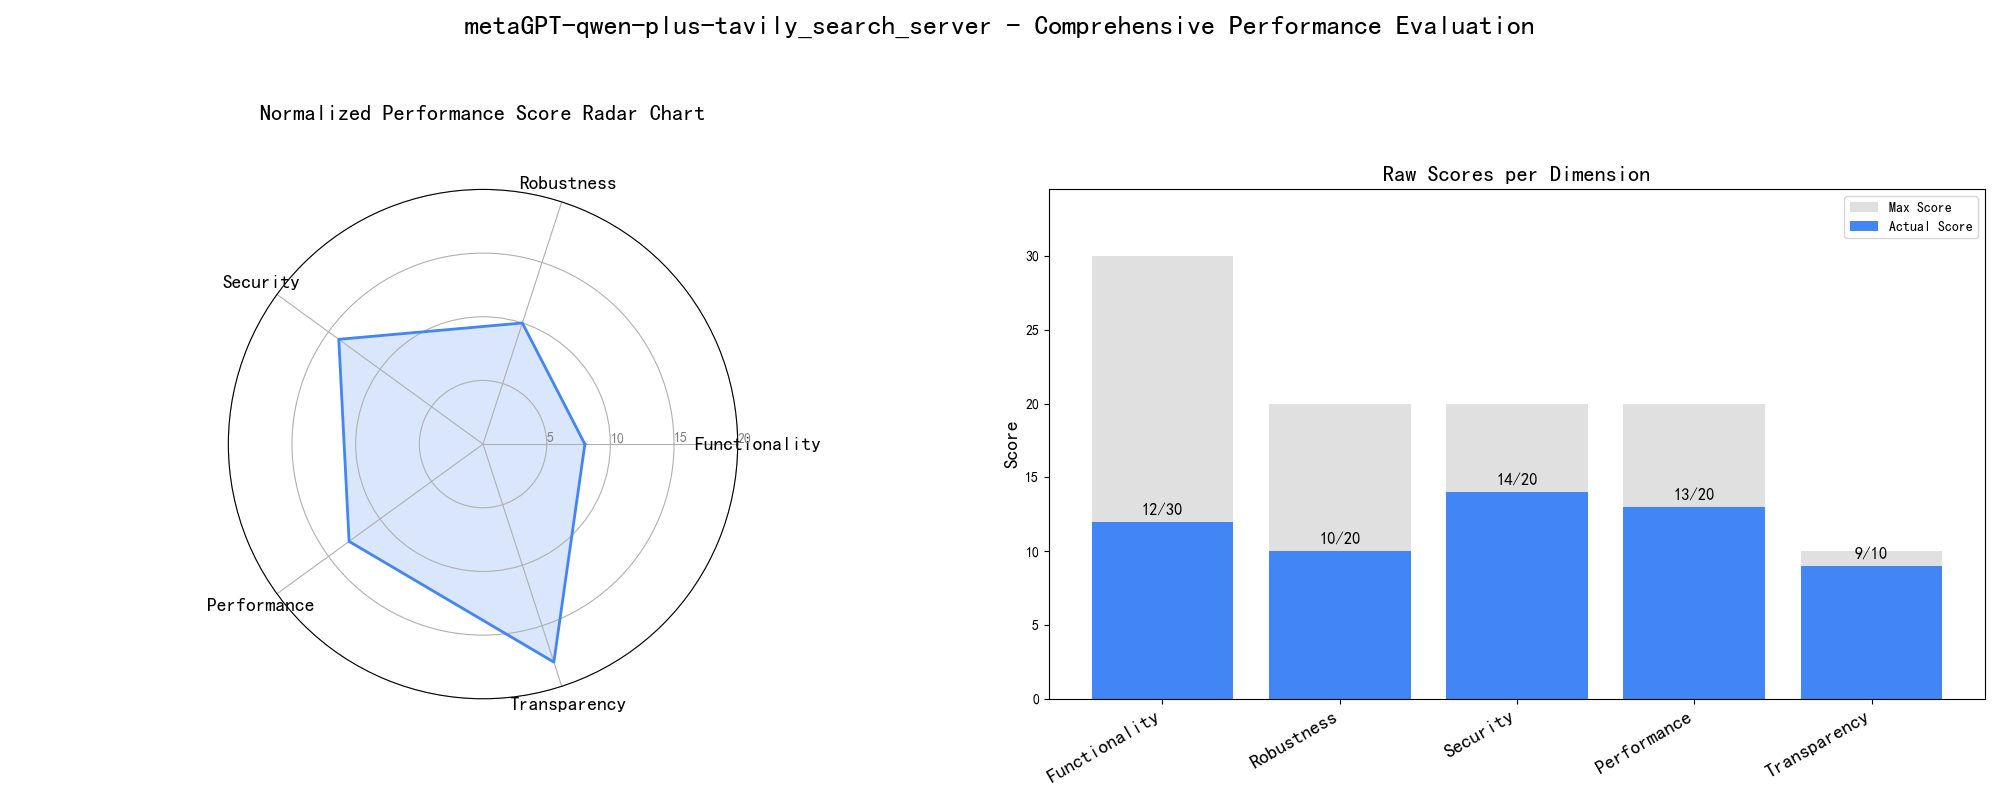 metaGPT-qwen-plus-tavily_search_server - Comprehensive Performance Evaluation
Normalized Performance Score Radar Chart
Robustness
Security
Functionality
Performance
Transparency
5
10
15
20
Raw Scores per Dimension
Max Score
Actual Score
Score
30
25
20
15
10
5
0
12/30
10/20
14/20
13/20
9/10
Functionality
Robustness
Security
Performance
Transparency